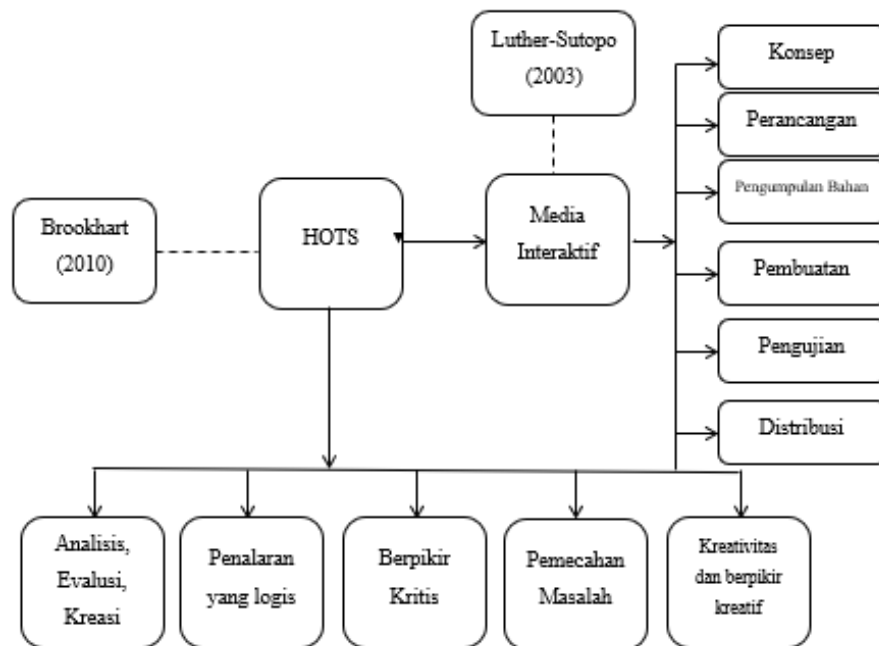 Luther-Sutopo
(2003)
Konsep
Perancangan
Pengumpulan Bahan
Brookhart
(2010)
HOTS
Media
Interaktif
Pembuatan
Pengujian
Distribusi
Analisis,
Evalusi,
Kreasi
Penalaran
yang logis
Berpikir
Kritis
Pemecahan
Masalah
Kreativitas
dan berpikir
kreatif